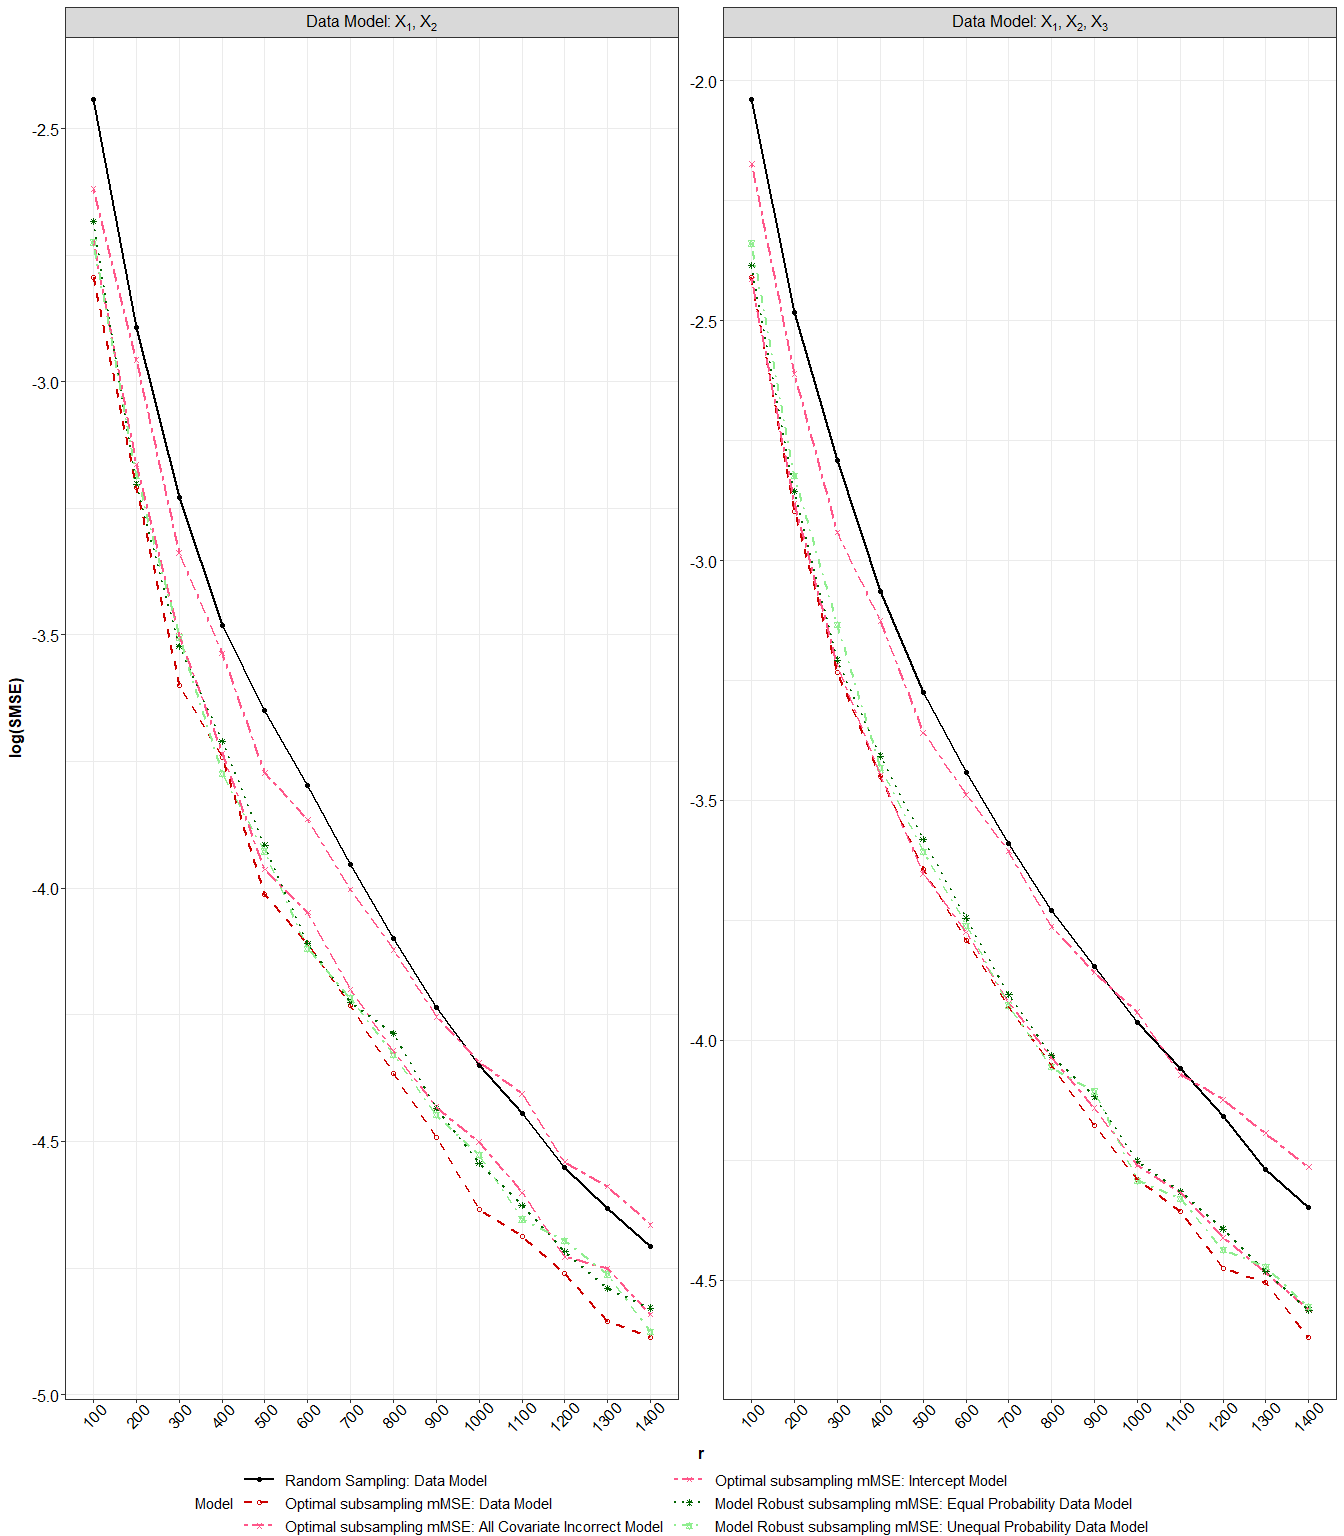 Data Model: X1, X2
Data Model: X1, X2, X3
log(SMSE)
-2.5
-3.0
-3.5
-4.0
-4.5
-5.0
-2.0
-2.5
-3.0
-3.5
-4.0
-4.5
100 200 300 400 500 600 700 800 900 1000 1100 1200 1300 1400
100 200 300 400 500 600 700 800 900 1000 1100 1200 1300 1400
r
Model
Random Sampling: Data Model
Optimal subsampling mMSE: Data Model
Optimal subsampling mMSE: All Covariate Incorrect Model
Optimal subsampling mMSE: Intercept Model
Model Robust subsampling mMSE: Equal Probability Data Model
Model Robust subsampling mMSE: Unequal Probability Data Model